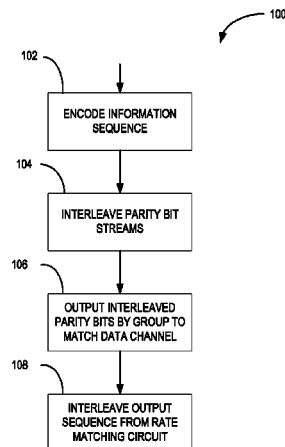 100
102
ENCODE INFORMATION
SEQUENCE
104
INTERLEAVE PARITY BIT
STREAMS
106
OUTPUT INTERLEAVED
PARITY BITS BY GROUP TO
MATCH DATA CHANNEL
108
INTERLEAVE OUTPUT
SEQUENCE FROM RATE
MATCHING CIRCUIT